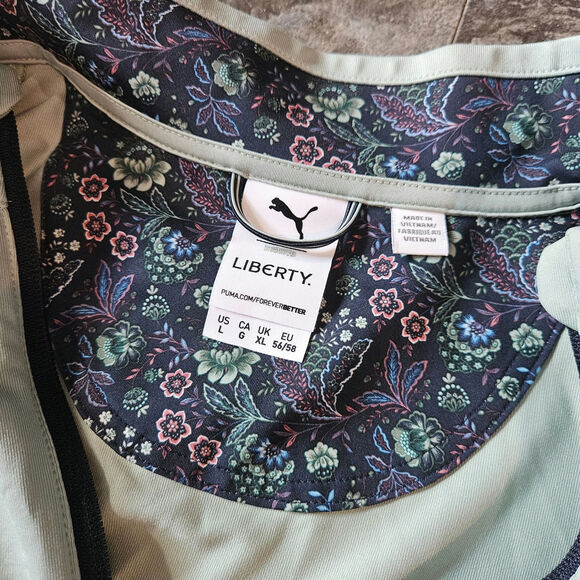 LIBERTY.
PUMA.COM/FOREVERBETTER
US CA UK EU
L G XL 56/58
MADE IN
VIETNAM/
FABRIQUÉ AU
VIETNAM